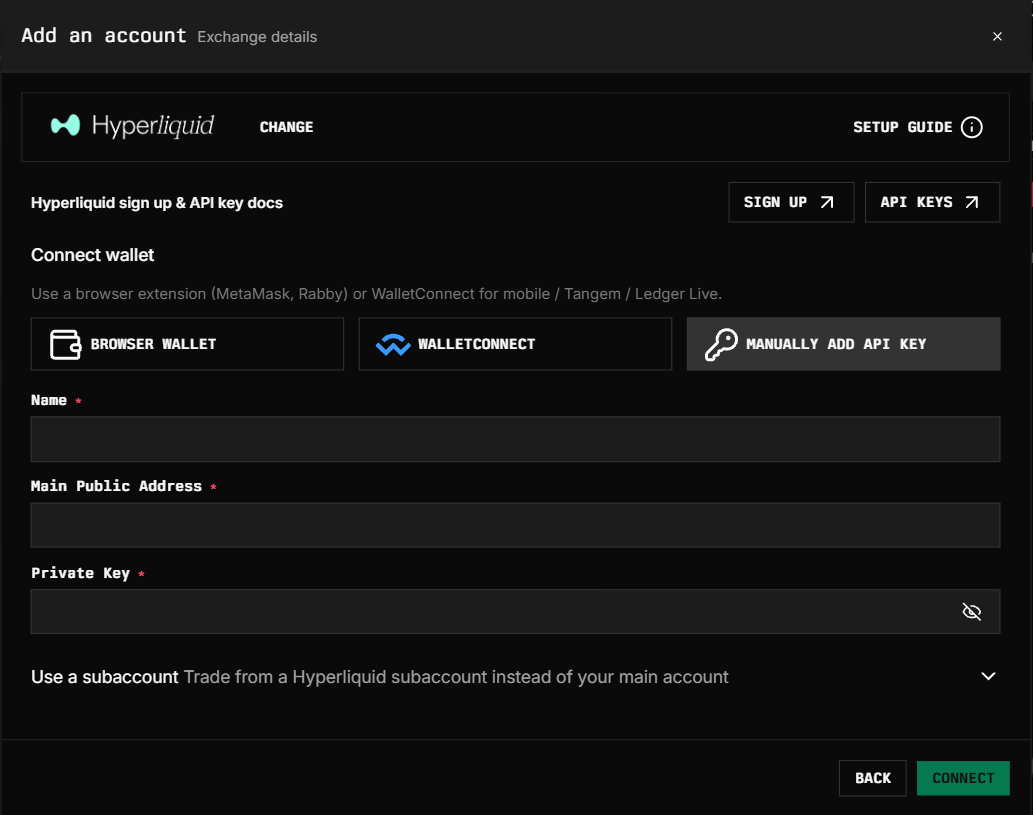 Add an account Exchange details
Hyperliquid CHANGE SETUP GUIDE
Hyperliquid sign up & API key docs SIGN UP API KEYS
Connect wallet
Use a browser extension (MetaMask, Rabby) or WalletConnect for mobile / Tangem / Ledger Live.
BROWSER WALLET WALLETCONNECT MANUALLY ADD API KEY
Name *
Main Public Address *
Private Key *
Use a subaccount Trade from a Hyperliquid subaccount instead of your main account
BACK CONNECT